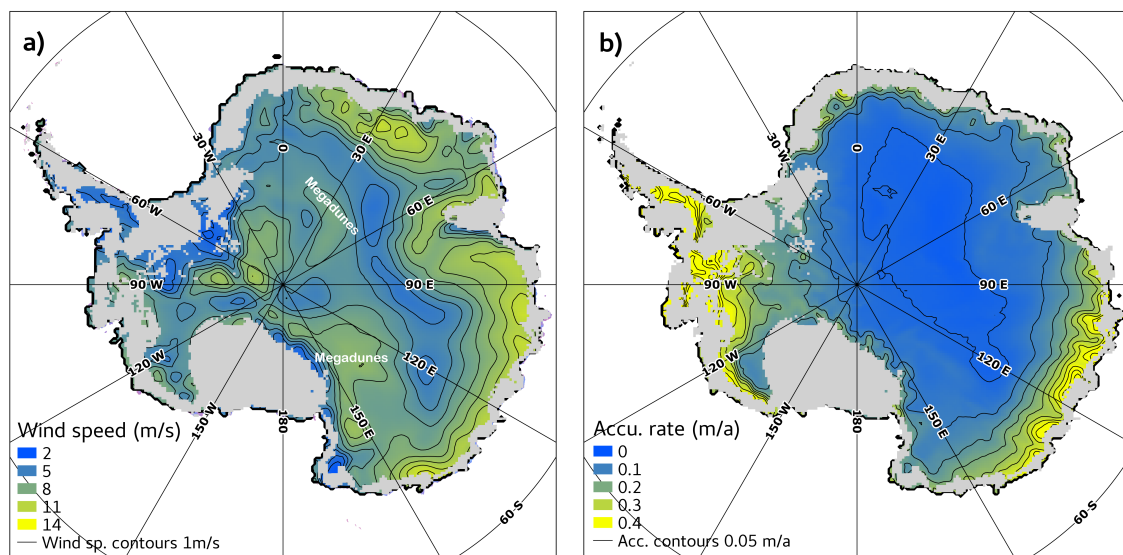 a)
0
30 W
30 E
Megadunes
60 W
60 E
90 W
90 E
120 W
Megadunes
120 E
150 W
180
150 E
60 S
Wind speed (m/s)
2
5
8
11
14
Wind sp. contours 1m/s
b)
0
30 W
30 E
60 W
60 E
90 W
90 E
120 W
120 E
150 W
180
150 E
60 S
Accu. rate (m/a)
0
0.1
0.2
0.3
0.4
Acc. contours 0.05 m/a